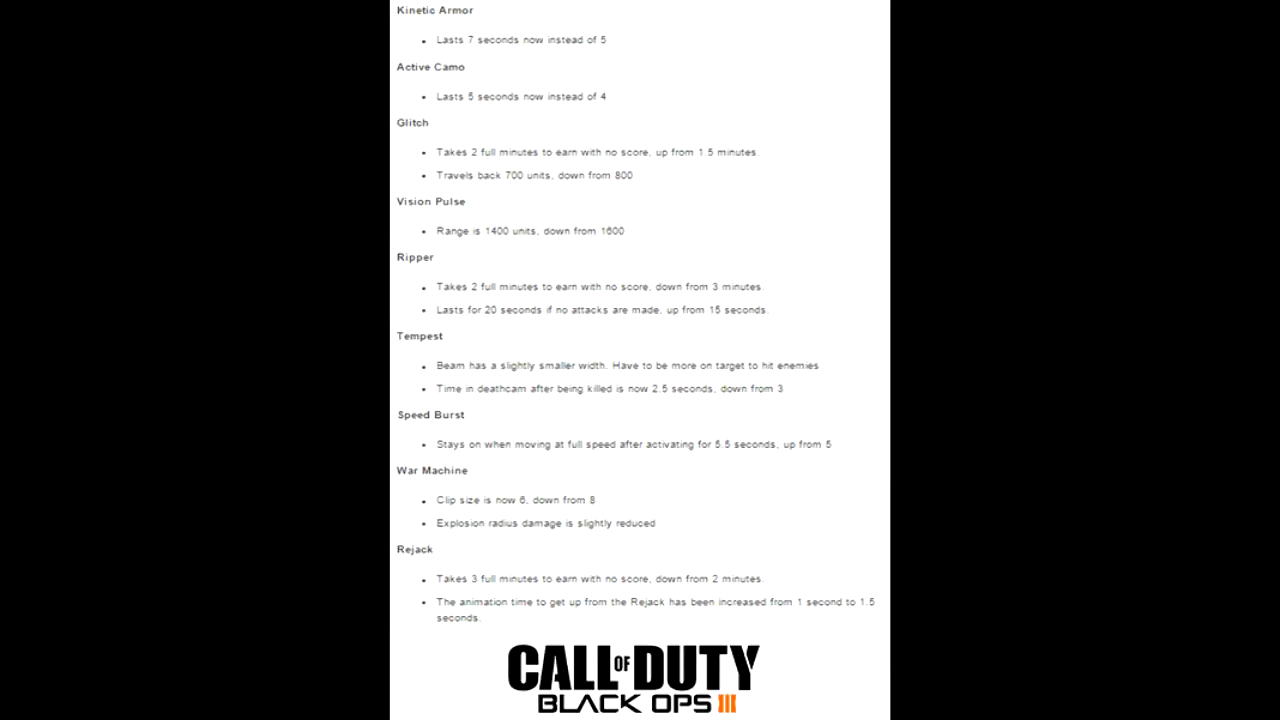 Kinetic Armor
• Lasts 7 seconds now instead of 5
Active Camo
• Lasts 5 seconds now instead of 4
Glitch
• Takes 2 full minutes to earn with no score, up from 1.5 minutes.
• Travels back 700 units, down from 800
Vision Pulse
• Range is 1400 units, down from 1600
Ripper
• Takes 2 full minutes to earn with no score, down from 3 minutes.
• Lasts for 20 seconds if no attacks are made, up from 15 seconds.
Tempest
• Beam has a slightly smaller width. Have to be more on target to hit enemies
• Time in deathcam after being killed is now 2.5 seconds, down from 3
Speed Burst
• Stays on when moving at full speed after activating for 5.5 seconds, up from 5
War Machine
• Clip size is now 6, down from 8
• Explosion radius damage is slightly reduced
Rejack
• Takes 3 full minutes to earn with no score, down from 2 minutes.
• The animation time to get up from the Rejack has been increased from 1 second to 1.5
seconds.
CALL OF DUTY
BLACK OPS III